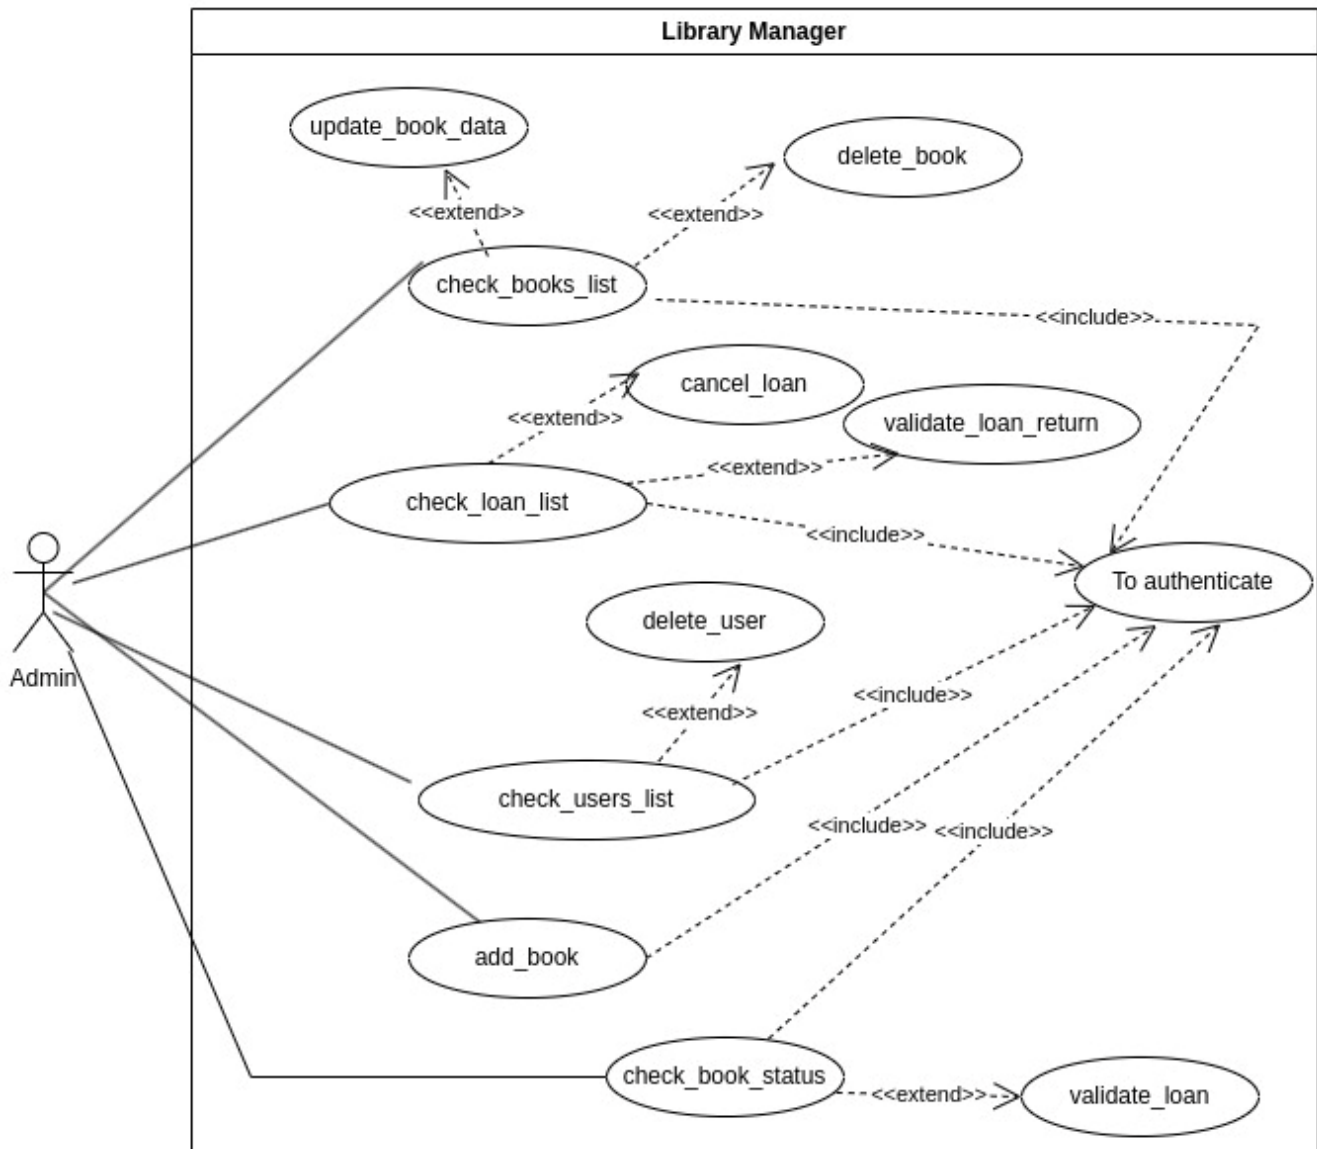 Library Manager
update_book_data
delete_book
<<extend>>
<<extend>>
check_books_list
<<include>>
cancel_loan
<<extend>>
validate_loan_return
<<extend>>
check_loan_list
<<include>>
To authenticate
delete_user
Admin
<<include>>
<<extend>>
check_users_list
<<include>>
<<include>>
add_book
check_book_status
<<extend>>
validate_loan